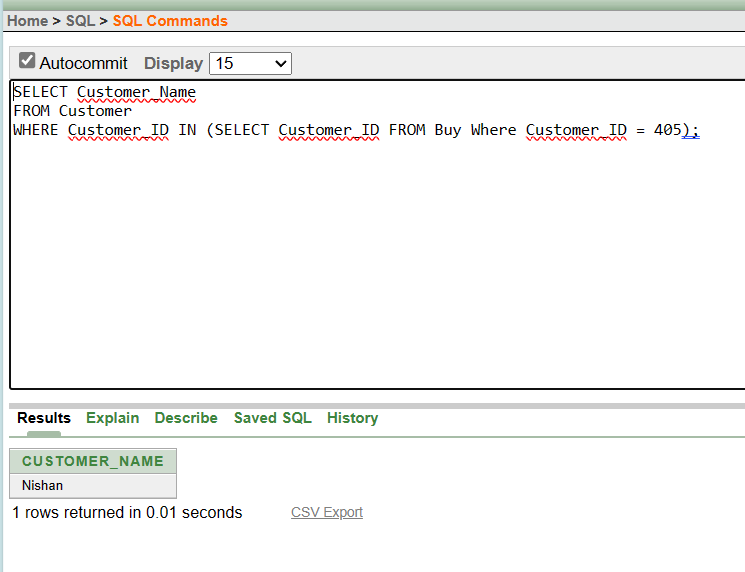 Home > SQL > SQL Commands
Autocommit Display 15
SELECT Customer_Name
FROM Customer
WHERE Customer_ID IN (SELECT Customer_ID FROM Buy Where Customer_ID = 405);
Results Explain Describe Saved SQL History
CUSTOMER_NAME
Nishan
1 rows returned in 0.01 seconds CSV Export